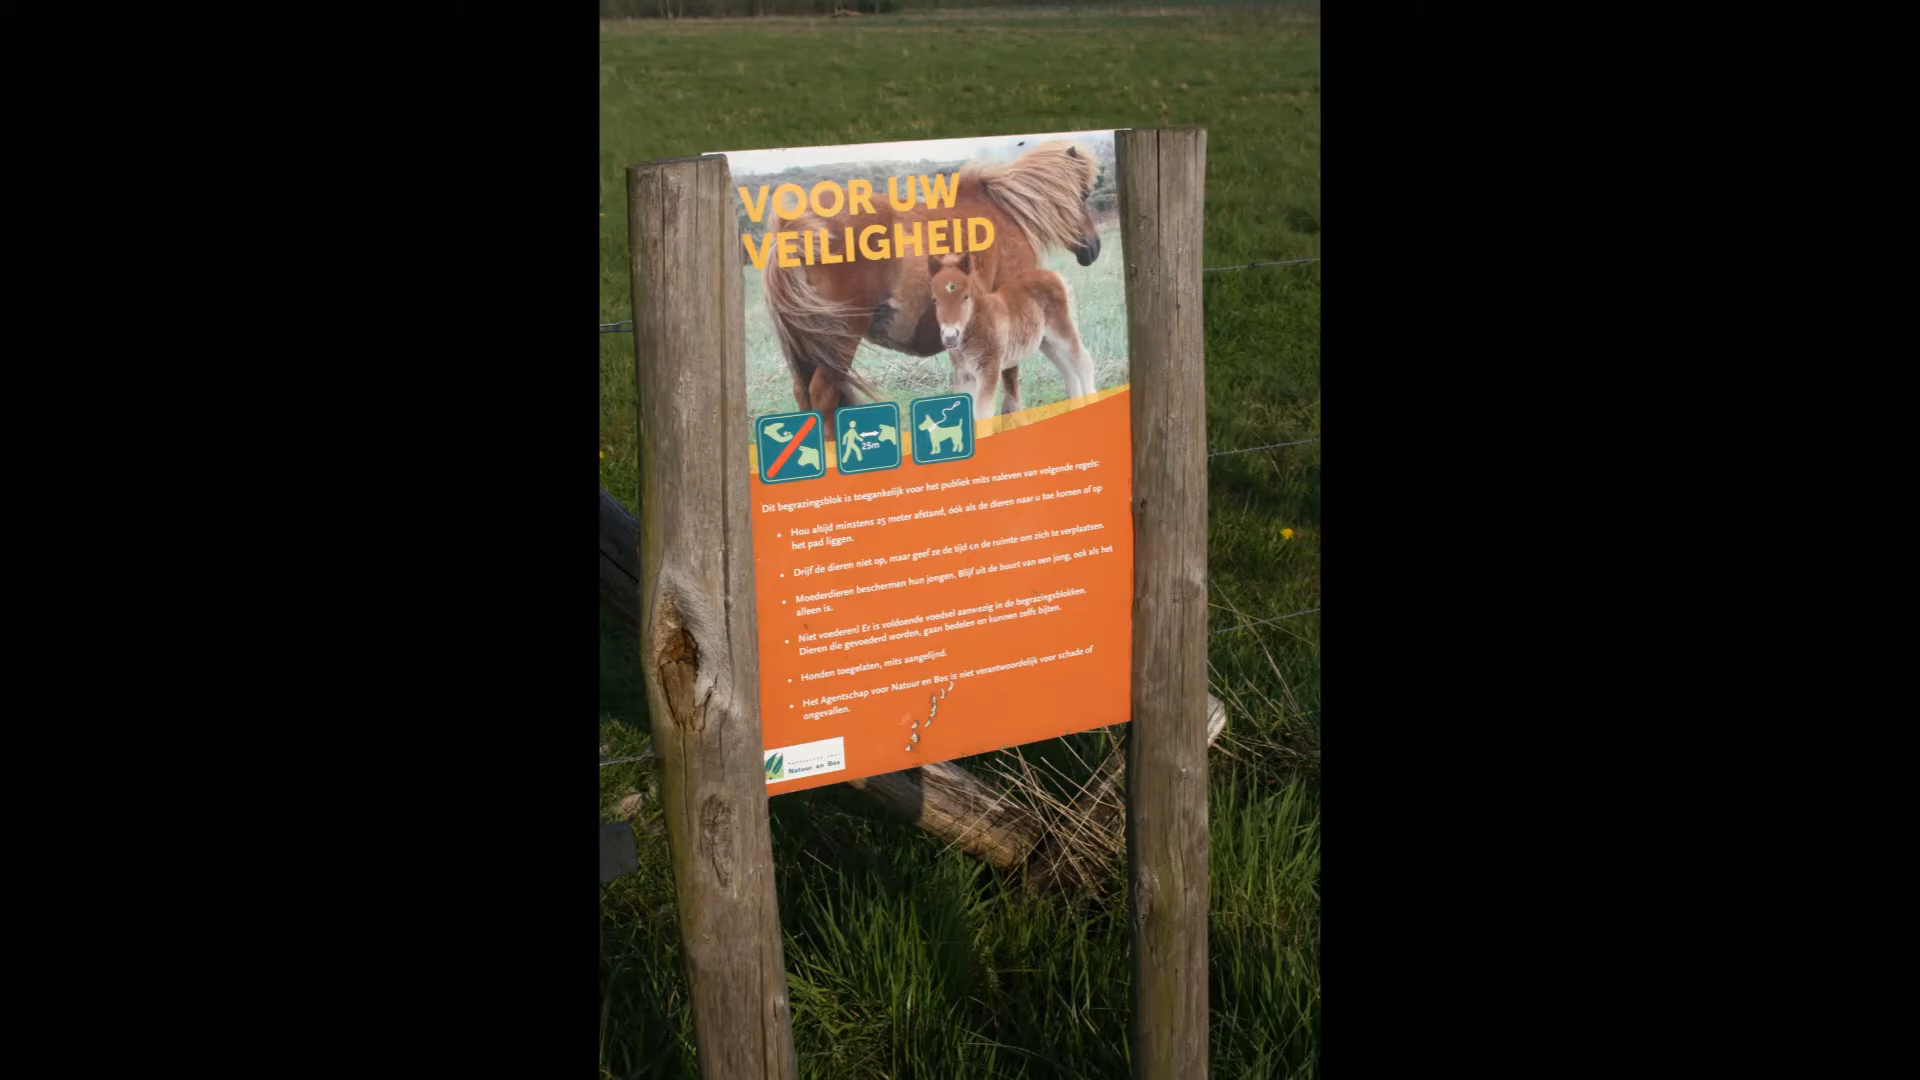 VOOR UW
VEILIGHEID
25m
Dit begrazingsblok is toegankelijk voor het publiek mits naleven van volgende regels:
• Hou altijd minstens 25 meter afstand, óók als de dieren naar u toe komen of op
het pad liggen.
• Drijf de dieren niet op, maar geef ze de tijd en de ruimte om zich te verplaatsen.
• Moederdieren beschermen hun jongen. Blijf uit de buurt van een jong, ook als het
alleen is.
• Niet voederen! Er is voldoende voedsel aanwezig in de begrazingsblokken.
Dieren die gevoederd worden, gaan bedelen en kunnen zelfs bijten.
• Honden toegelaten, mits aangelijnd.
• Het Agentschap voor Natuur en Bos is niet verantwoordelijk voor schade of
ongevallen.
Natuur en Bos